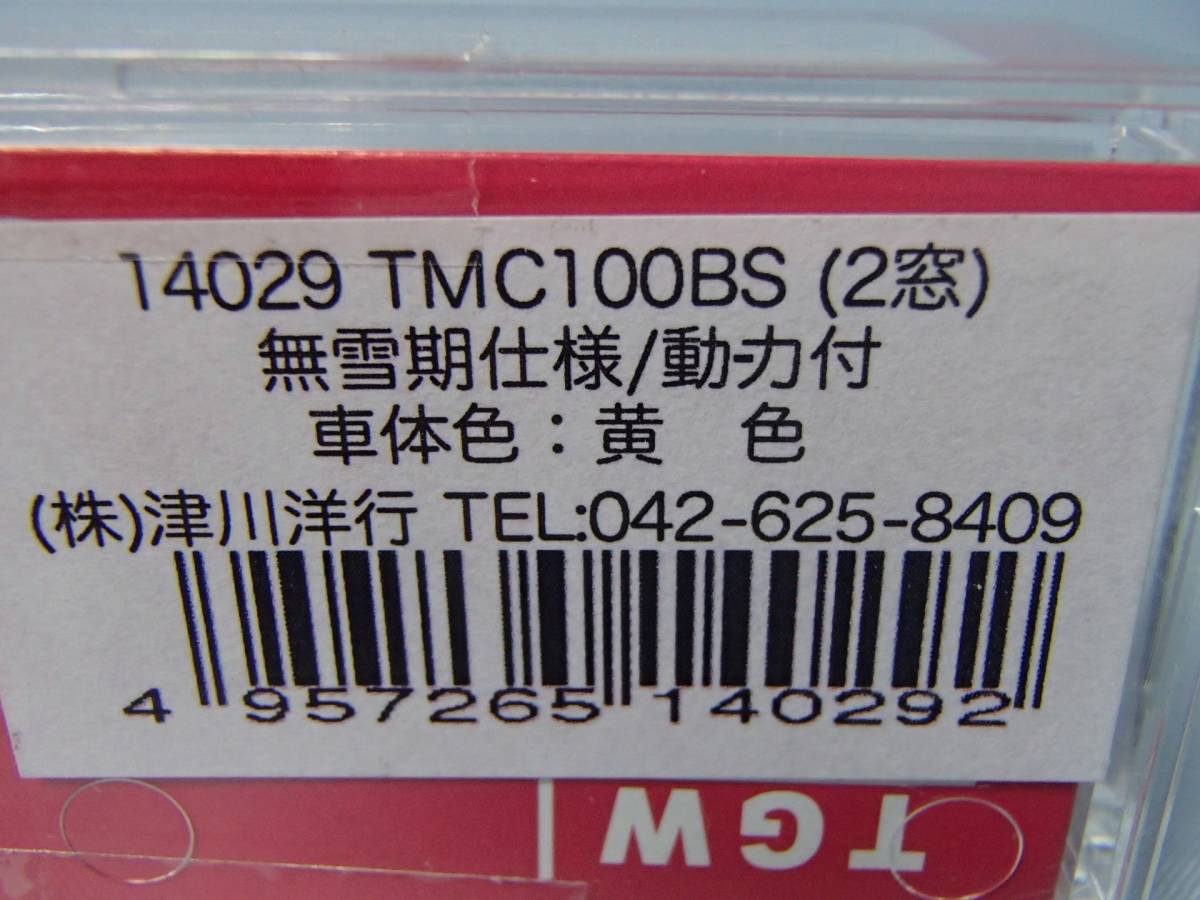 14029 TMC100BS (2窓)
無雪期仕様/動力付
車体色：黄　色
(株)津川洋行 TEL:042-625-8409
4 957265 140292
TGW